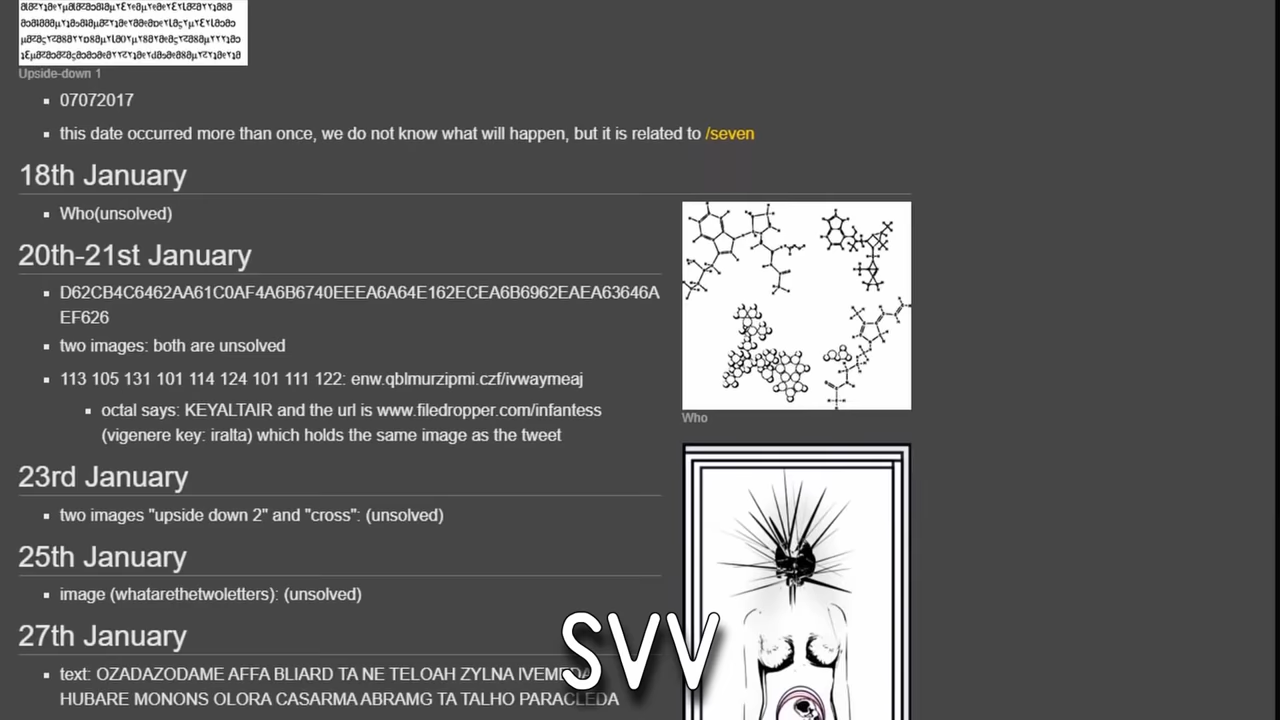 Upside-down 1
07072017
this date occurred more than once, we do not know what will happen, but it is related to /seven
18th January
Who(unsolved)
20th-21st January
D62CB4C6462AA61C0AF4A6B6740EEEA6A64E162ECEA6B6962EAEA63646A
EF626
two images: both are unsolved
113 105 131 101 114 124 101 111 122: enw.qblmurzipmi.czf/ivwaymeaj
octal says: KEYALTAIR and the url is www.filedropper.com/infantess
(vigenere key: iralta) which holds the same image as the tweet
Who
23rd January
two images "upside down 2" and "cross": (unsolved)
25th January
image (whatarethetwoletters): (unsolved)
27th January
text: OZADAZODAME AFFA BLIARD TA NE TELOAH ZYLNA
HUBARE MONONS OLORA CASARMA ABRAMG TA TALHO PARACLEDA
SVV